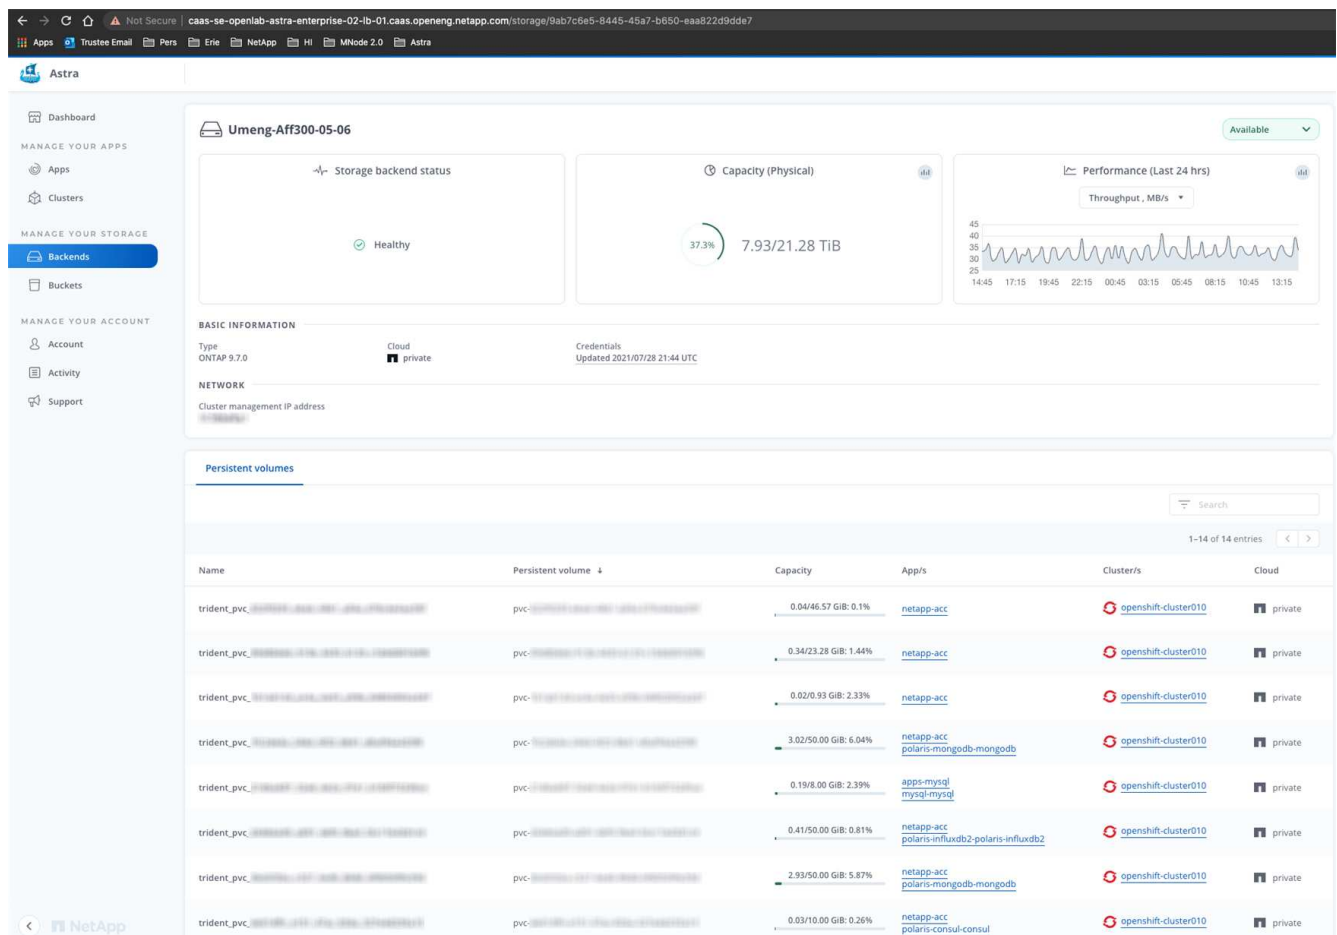 Not Secure | caas-se-openlab-astra-enterprise-02-lb-01.caas.openeng.netapp.com/storage/9ab7c6e5-8445-45a7-b650-eaa822d9dde7
Apps Trustee Email Pers Erie NetApp HI MNode 2.0 Astra
Astra
Dashboard
MANAGE YOUR APPS
Apps
Clusters
MANAGE YOUR STORAGE
Backends
Buckets
MANAGE YOUR ACCOUNT
Account
Activity
Support
NetApp
Umeng-Aff300-05-06
Available
Storage backend status
Healthy
Capacity (Physical)
37.3%
7.93/21.28 TiB
Performance (Last 24 hrs)
Throughput , MB/s
45
40
35
30
25
14:45 17:15 19:45 22:15 00:45 03:15 05:45 08:15 10:45 13:15
BASIC INFORMATION
Type Cloud Credentials
ONTAP 9.7.0 private Updated 2021/07/28 21:44 UTC
NETWORK
Cluster management IP address
Persistent volumes
Search
1–14 of 14 entries
Name Persistent volume Capacity App/s Cluster/s Cloud
trident_pvc_ pvc- 0.04/46.57 GiB: 0.1% netapp-acc openshift-cluster010 private
trident_pvc_ pvc- 0.34/23.28 GiB: 1.44% netapp-acc openshift-cluster010 private
trident_pvc_ pvc- 0.02/0.93 GiB: 2.33% netapp-acc openshift-cluster010 private
trident_pvc_ pvc- 3.02/50.00 GiB: 6.04% netapp-acc openshift-cluster010 private
polaris-mongodb-mongodb
trident_pvc_ pvc- 0.19/8.00 GiB: 2.39% apps-mysql openshift-cluster010 private
mysql-mysql
trident_pvc_ pvc- 0.41/50.00 GiB: 0.81% netapp-acc openshift-cluster010 private
polaris-influxdb2-polaris-influxdb2
trident_pvc_ pvc- 2.93/50.00 GiB: 5.87% netapp-acc openshift-cluster010 private
polaris-mongodb-mongodb
trident_pvc_ pvc- 0.03/10.00 GiB: 0.26% netapp-acc openshift-cluster010 private
polaris-consul-consul